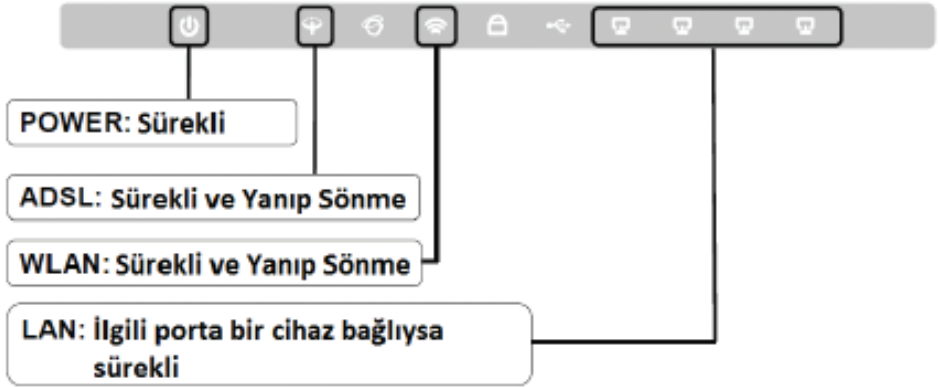 POWER: Sürekli
ADSL: Sürekli ve Yanıp Sönme
WLAN: Sürekli ve Yanıp Sönme
LAN: İlgili porta bir cihaz bağlıysa
sürekli